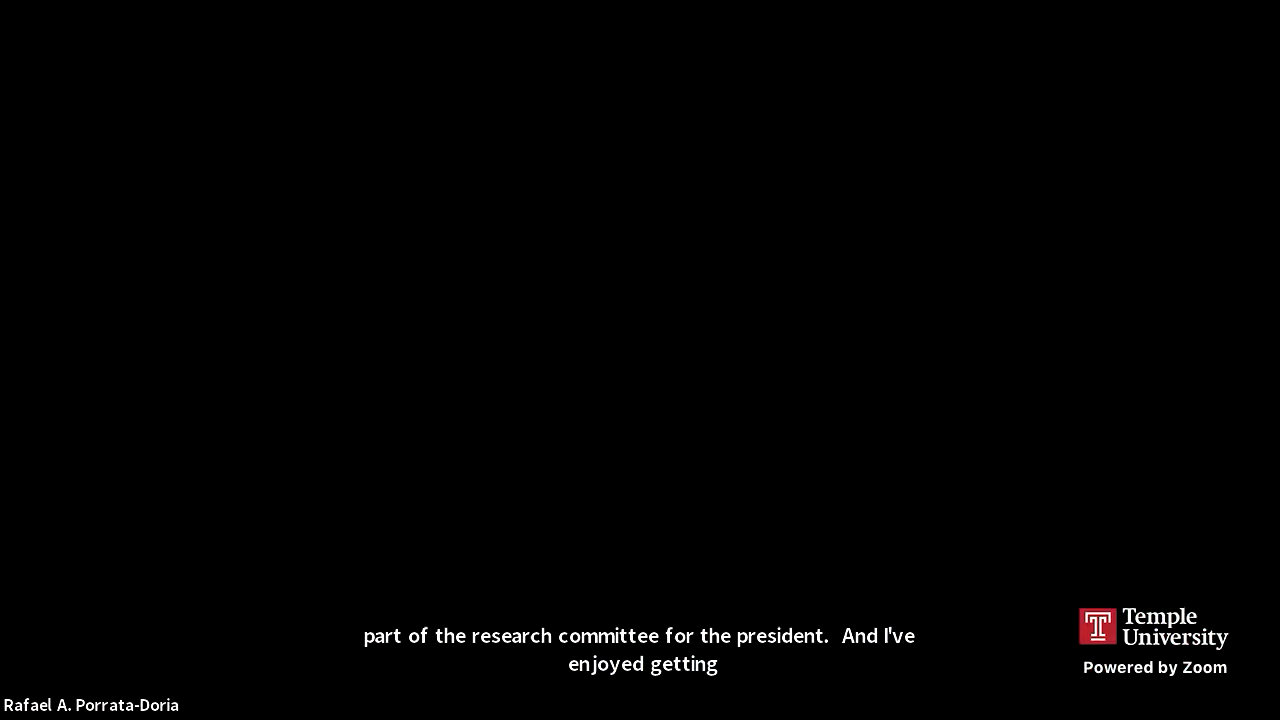 part of the research committee for the president.  And I've
enjoyed getting
Temple
University
Powered by Zoom
Rafael A. Porrata-Doria